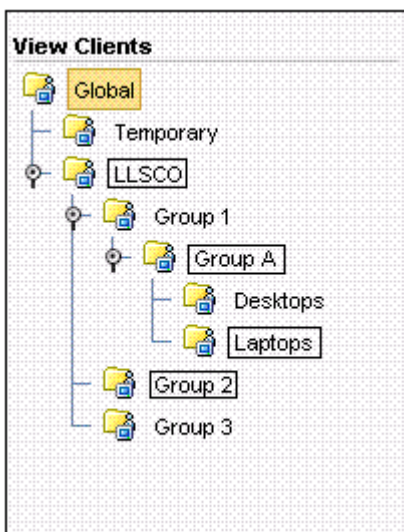 View Clients
Global
Temporary
LLSCO
Group 1
Group A
Desktops
Laptops
Group 2
Group 3